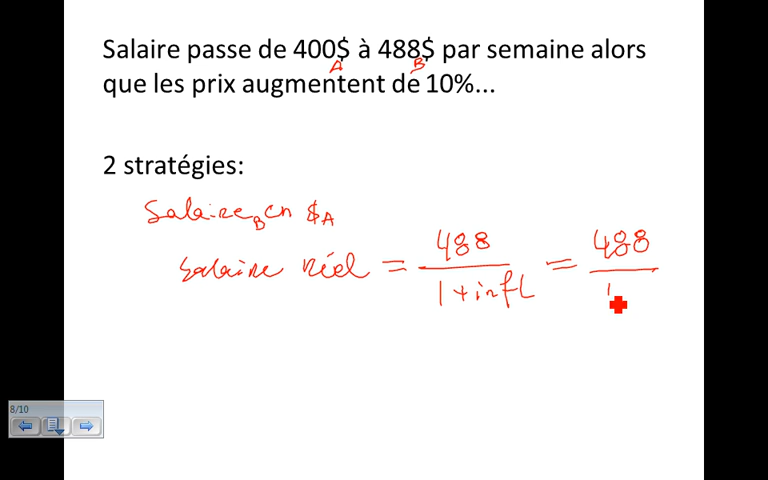 Salaire passe de 400$ à 488$ par semaine alors
A B
que les prix augmentent de 10%...
2 stratégies:
Salaire B en $A
Salaire réel = 488 / 1 + infl = 488 / 1
8/10